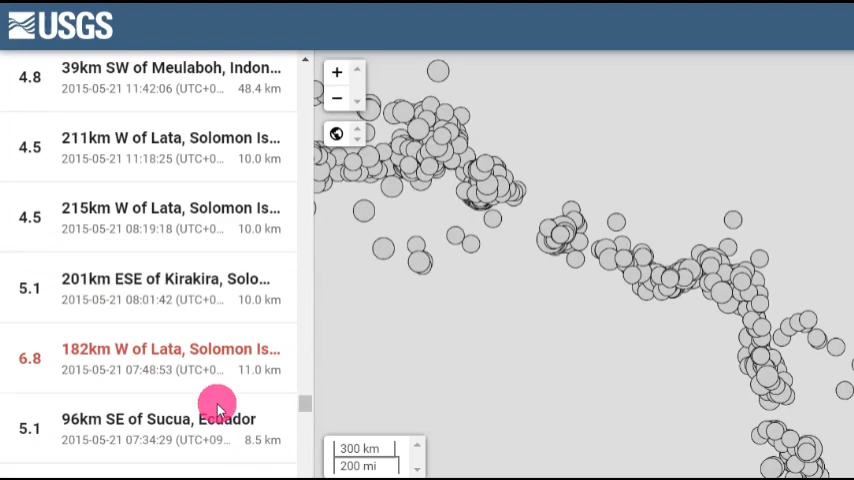 USGS
4.8
39km SW of Meulaboh, Indon...
2015-05-21 11:42:06 (UTC+0... 48.4 km
4.5
211km W of Lata, Solomon Is...
2015-05-21 11:18:25 (UTC+0... 10.0 km
4.5
215km W of Lata, Solomon Is...
2015-05-21 08:19:18 (UTC+0... 10.0 km
5.1
201km ESE of Kirakira, Solo...
2015-05-21 08:01:42 (UTC+0... 10.0 km
6.8
182km W of Lata, Solomon Is...
2015-05-21 07:48:53 (UTC+0... 11.0 km
5.1
96km SE of Sucua, Ecuador
2015-05-21 07:34:29 (UTC+09... 8.5 km
+
−
300 km
200 mi